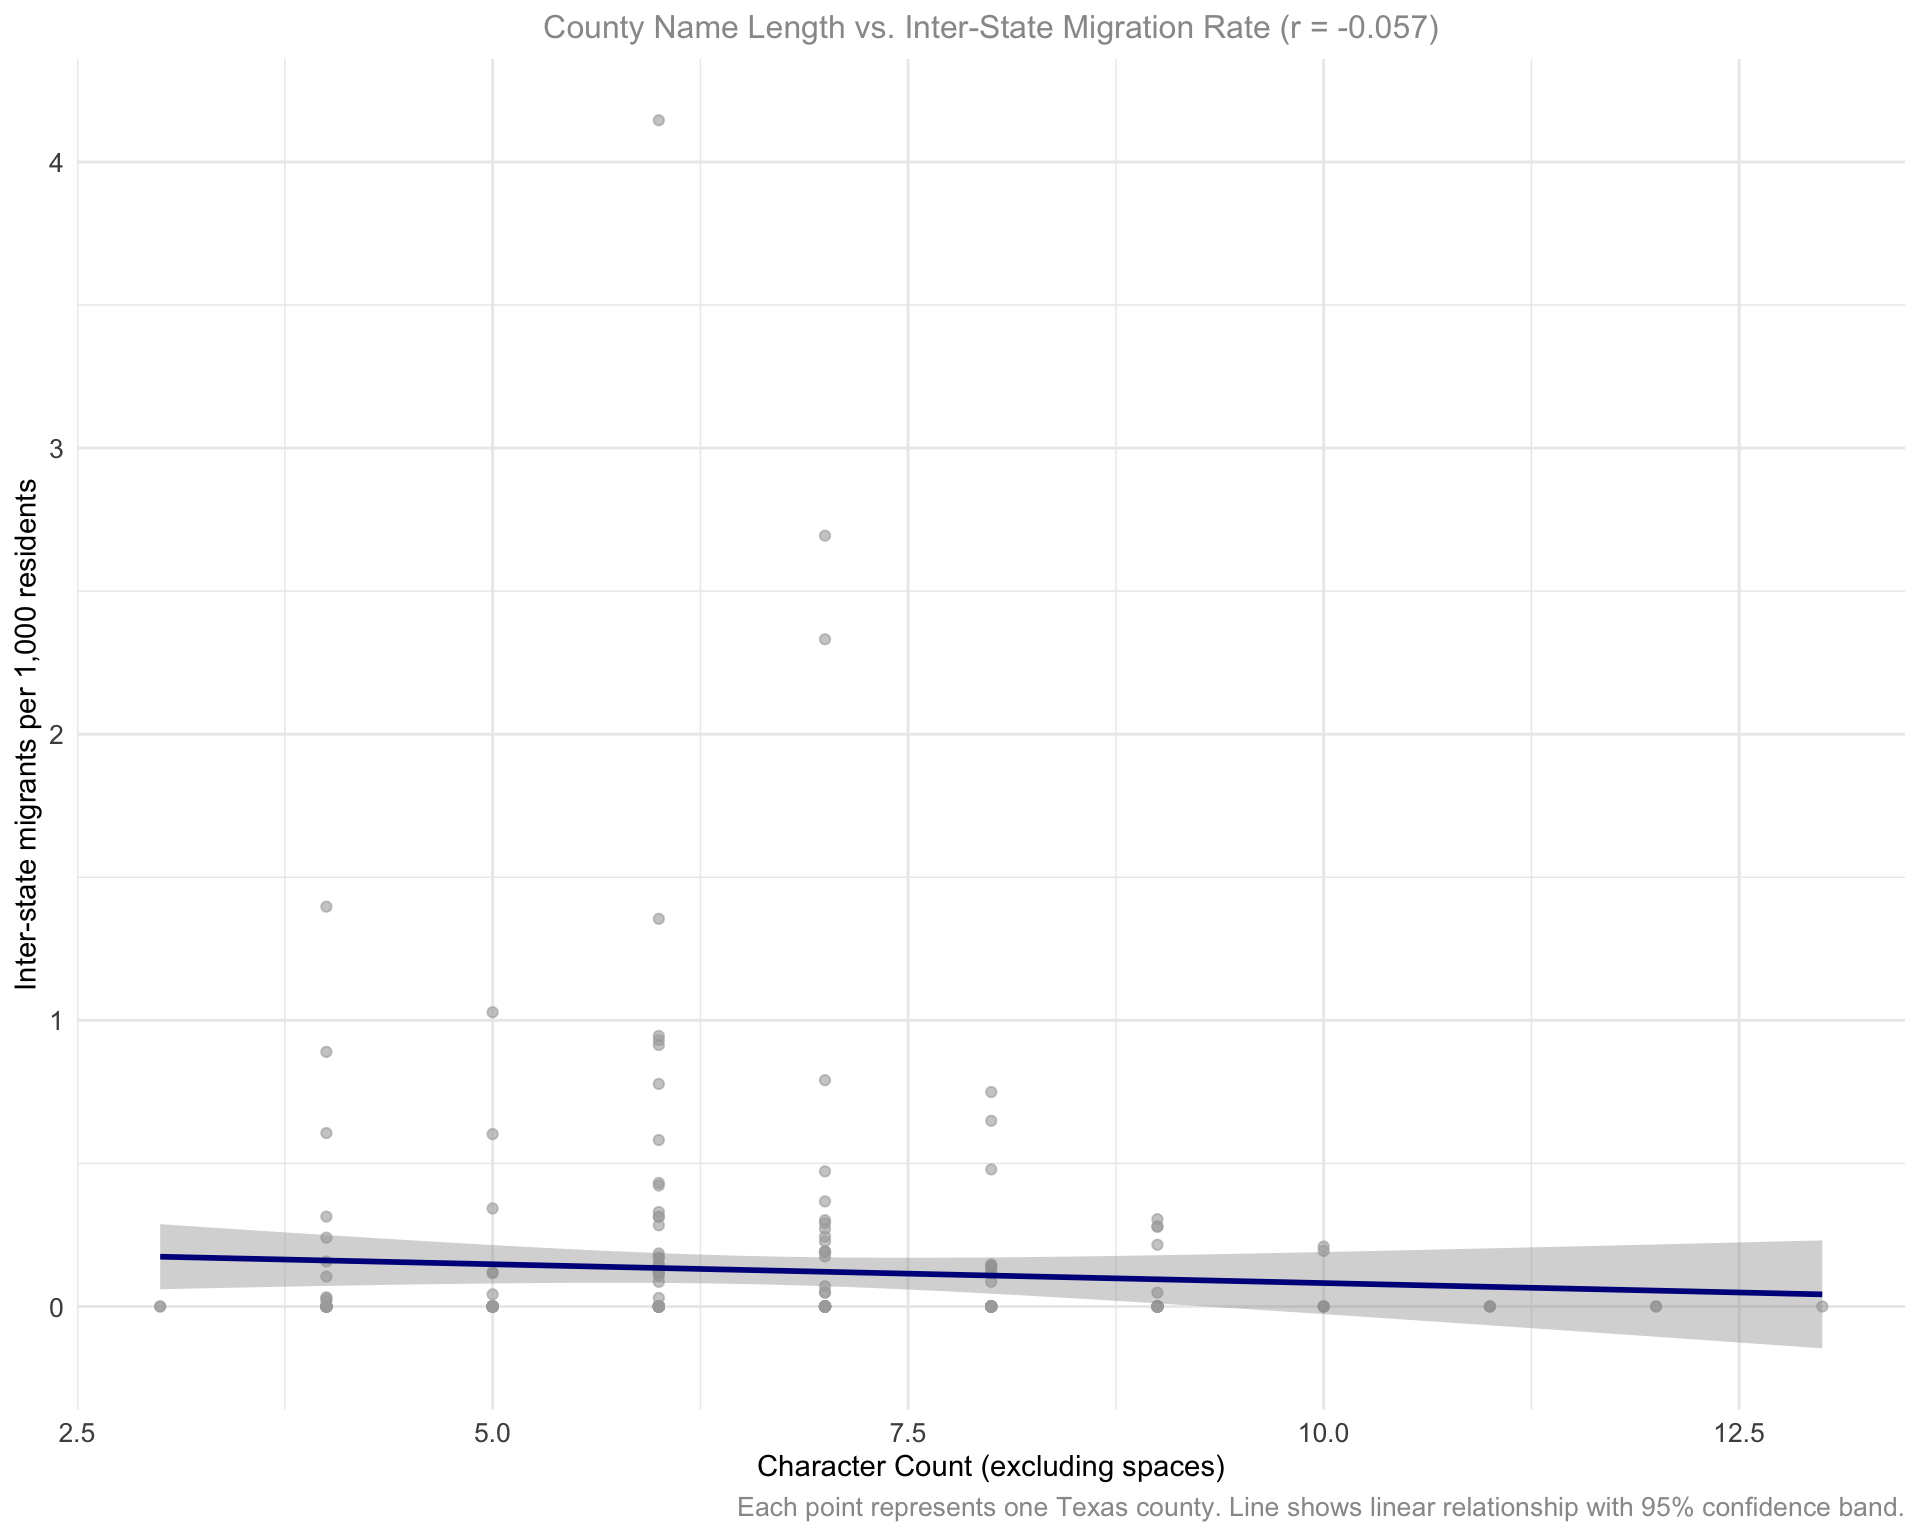 County Name Length vs. Inter-State Migration Rate (r = -0.057)
Inter-state migrants per 1,000 residents
4
3
2
1
0
2.5 5.0 7.5 10.0 12.5
Character Count (excluding spaces)
Each point represents one Texas county. Line shows linear relationship with 95% confidence band.